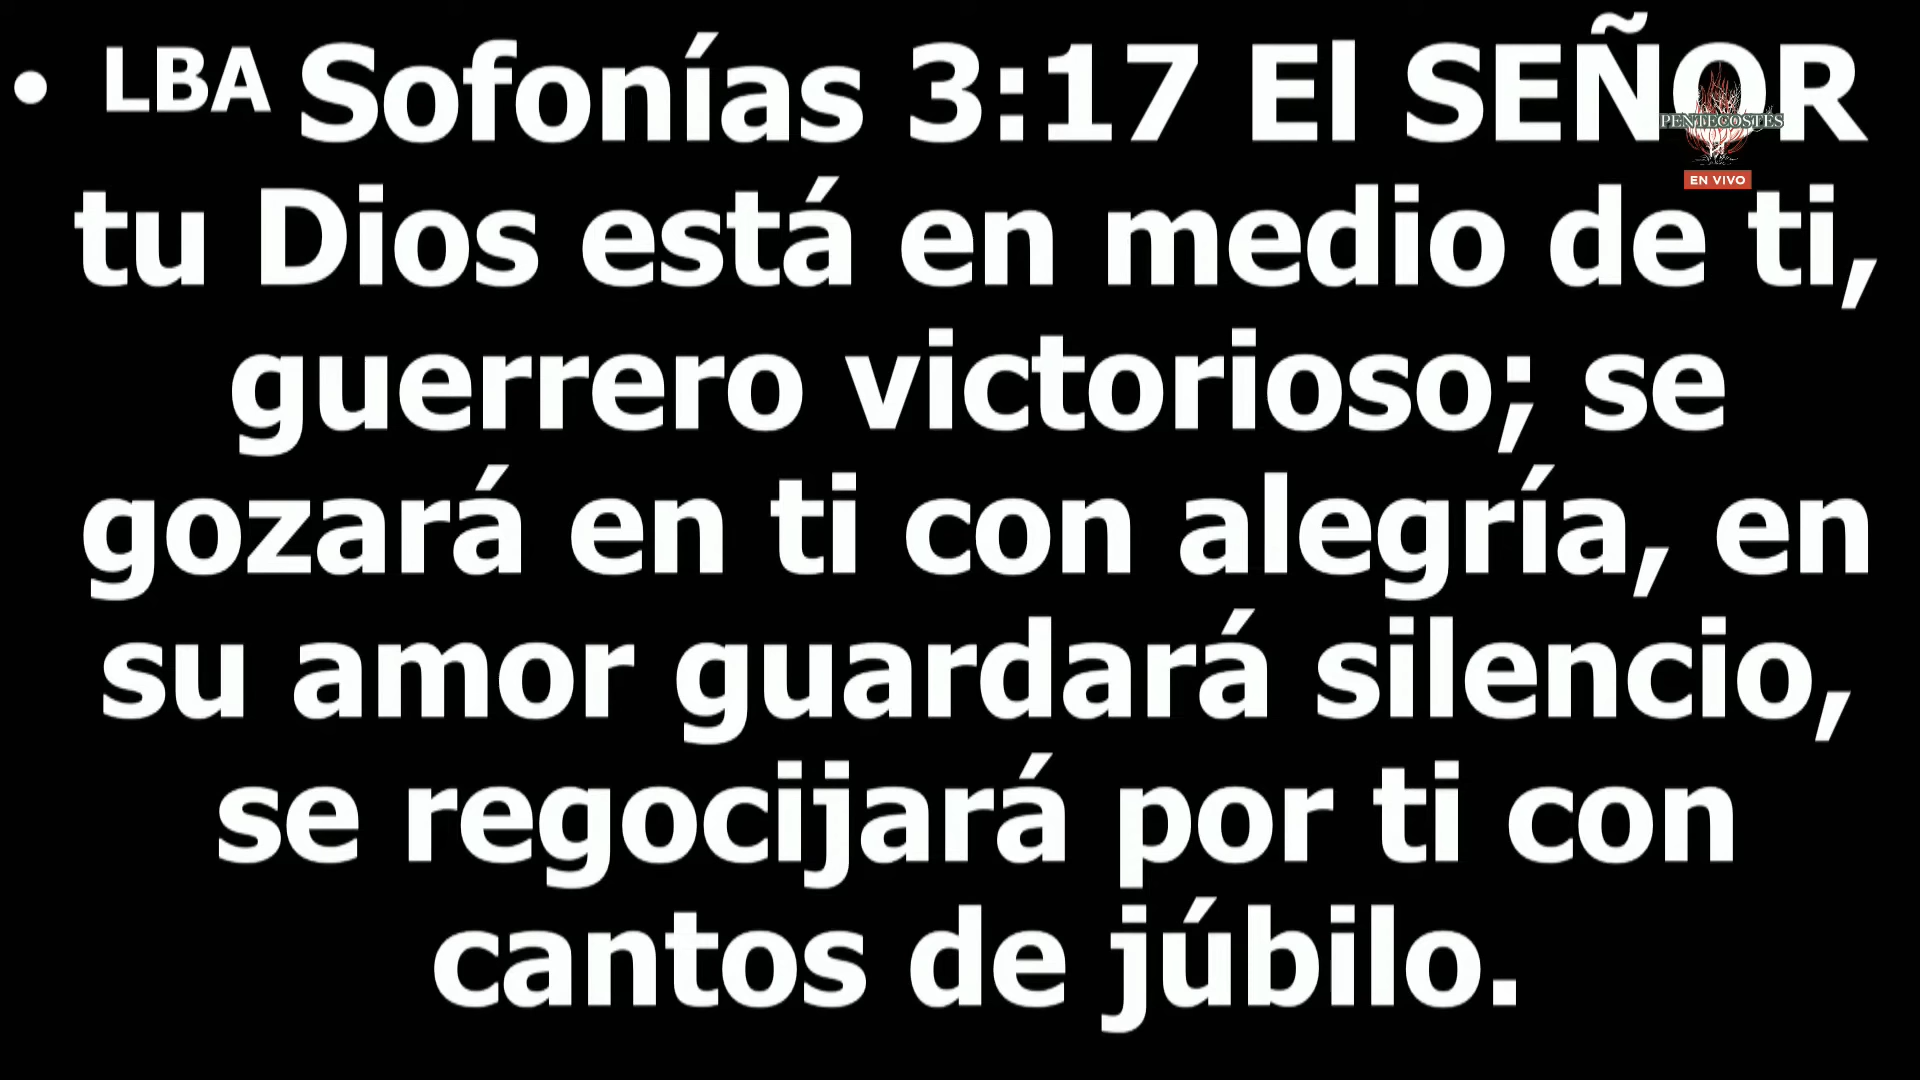 • LBA Sofonías 3:17 El SEÑOR
tu Dios está en medio de ti,
guerrero victorioso; se
gozará en ti con alegría, en
su amor guardará silencio,
se regocijará por ti con
cantos de júbilo.
PENTECOSTÉS
EN VIVO